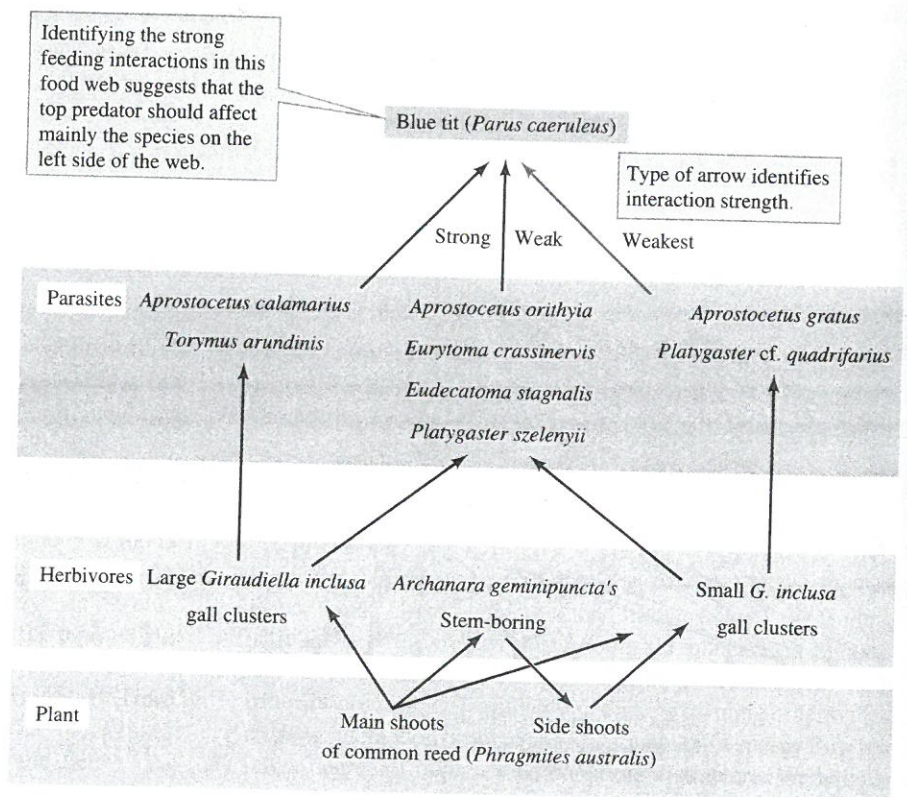 Identifying the strong
feeding interactions in this
food web suggests that the
top predator should affect
mainly the species on the
left side of the web.
Blue tit (Parus caeruleus)
Type of arrow identifies
interaction strength.
Strong
Weak
Weakest
Parasites
Aprostocetus calamarius
Torymus arundinis
Aprostocetus orithyia
Eurytoma crassinervis
Eudecatoma stagnalis
Platygaster szelenyii
Aprostocetus gratus
Platygaster cf. quadrifarius
Herbivores
Large Giraudiella inclusa
gall clusters
Archanara geminipuncta's
Stem-boring
Small G. inclusa
gall clusters
Plant
Main shoots
Side shoots
of common reed (Phragmites australis)